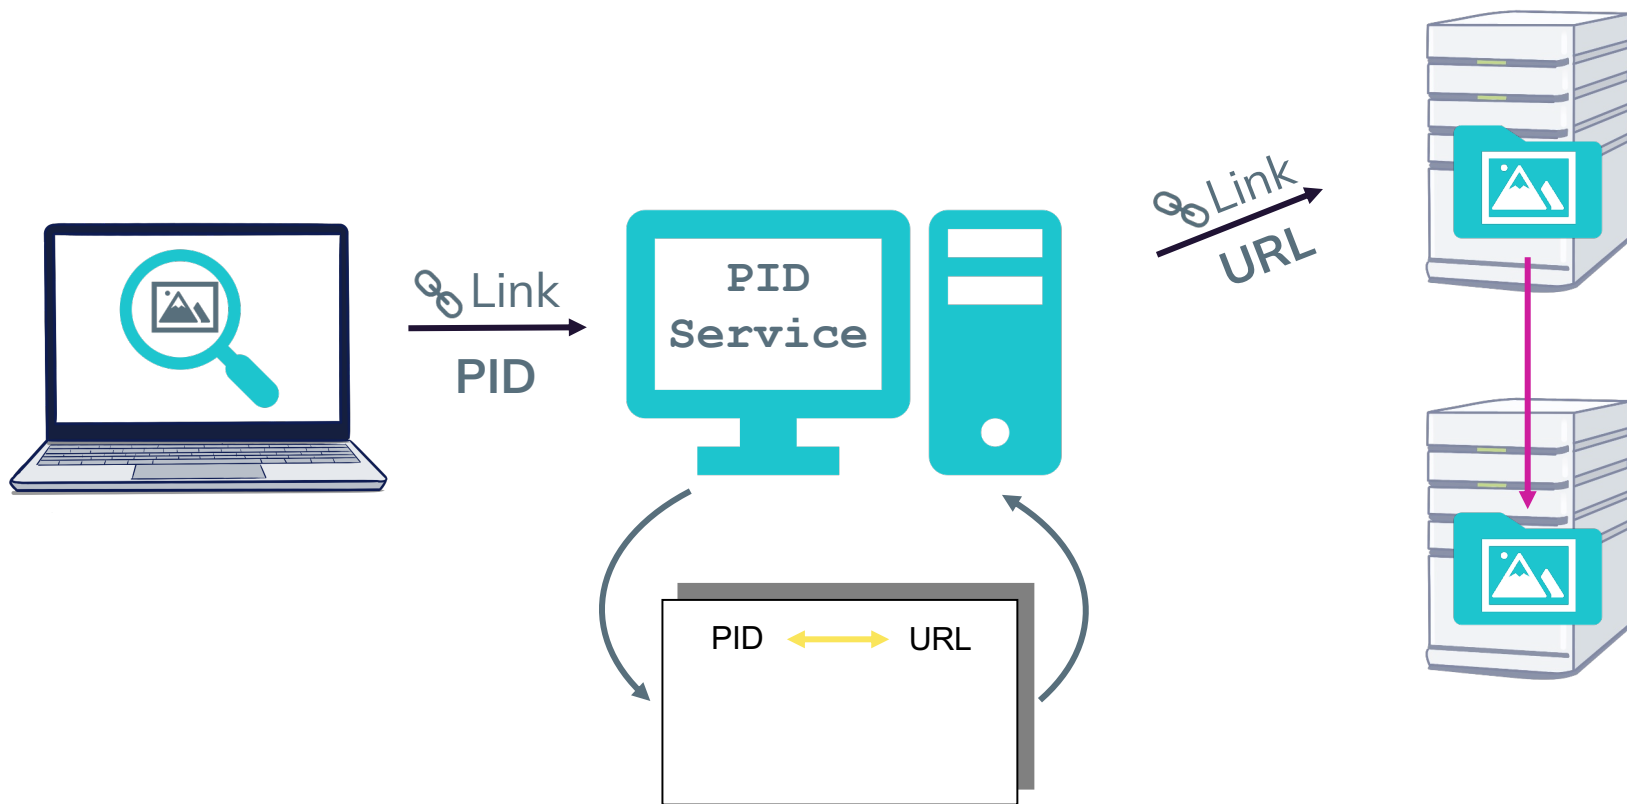 Link
PID
PID
Service
Link
URL
PID URL